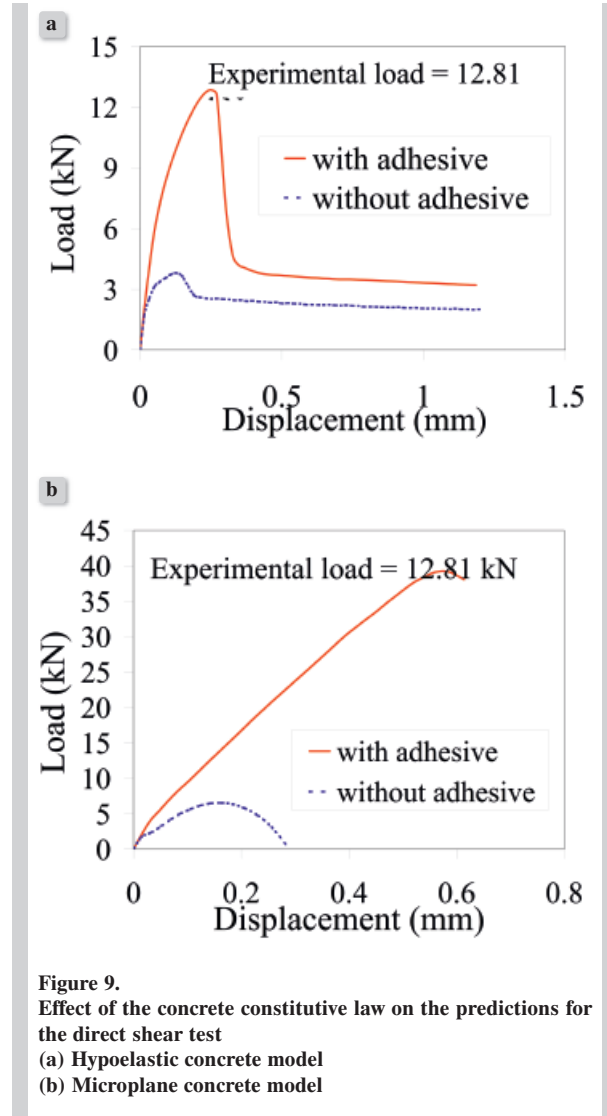 a
15
12
9
6
3
0
Load (kN)
Experimental load = 12.81
with adhesive
without adhesive
0 0.5 1 1.5
Displacement (mm)
b
45
40
35
30
25
20
15
10
5
0
Load (kN)
Experimental load = 12.81 kN
with adhesive
without adhesive
0 0.2 0.4 0.6 0.8
Displacement (mm)
Figure 9.
Effect of the concrete constitutive law on the predictions for
the direct shear test
(a) Hypoelastic concrete model
(b) Microplane concrete model